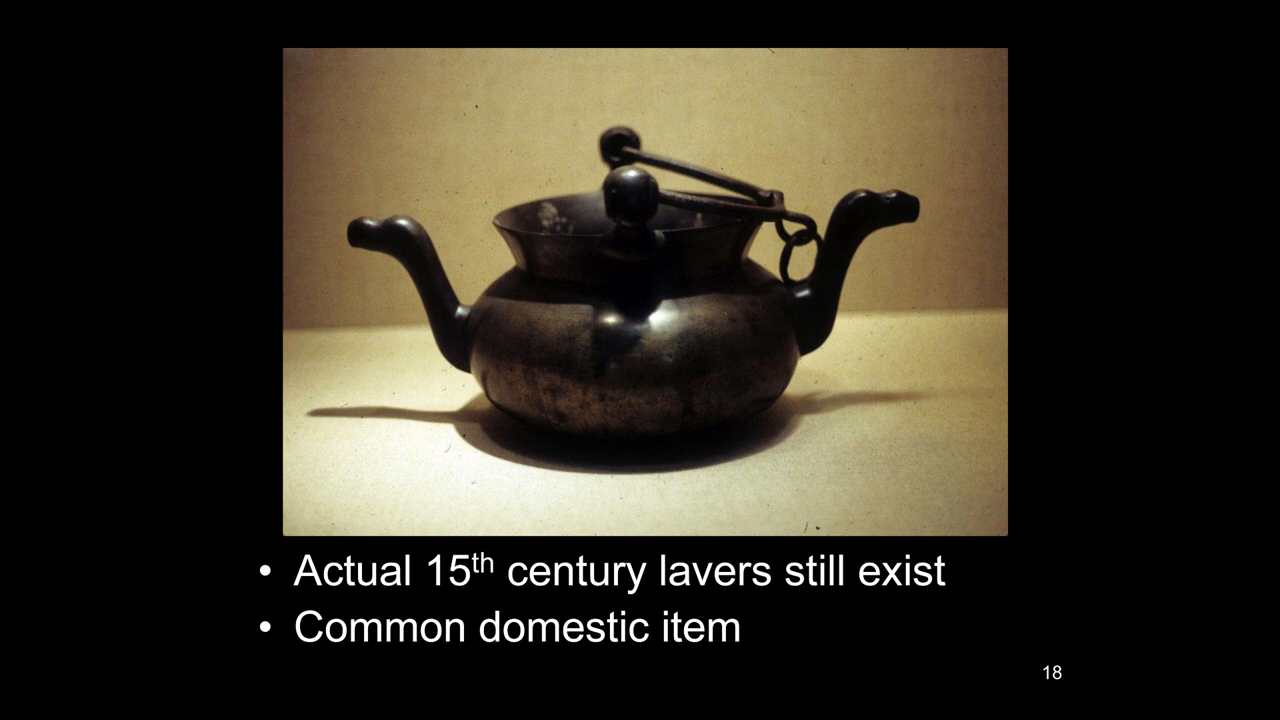 • Actual 15th century lavers still exist
• Common domestic item
18